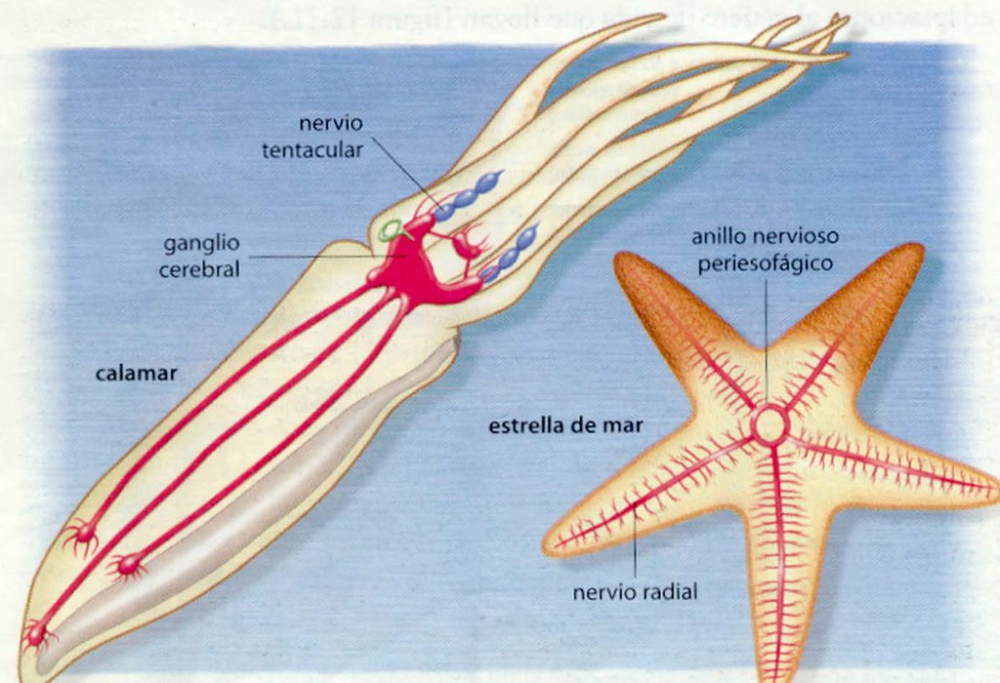 nervio
tentacular
ganglio
cerebral
calamar
anillo nervioso
periesofágico
estrella de mar
nervio radial